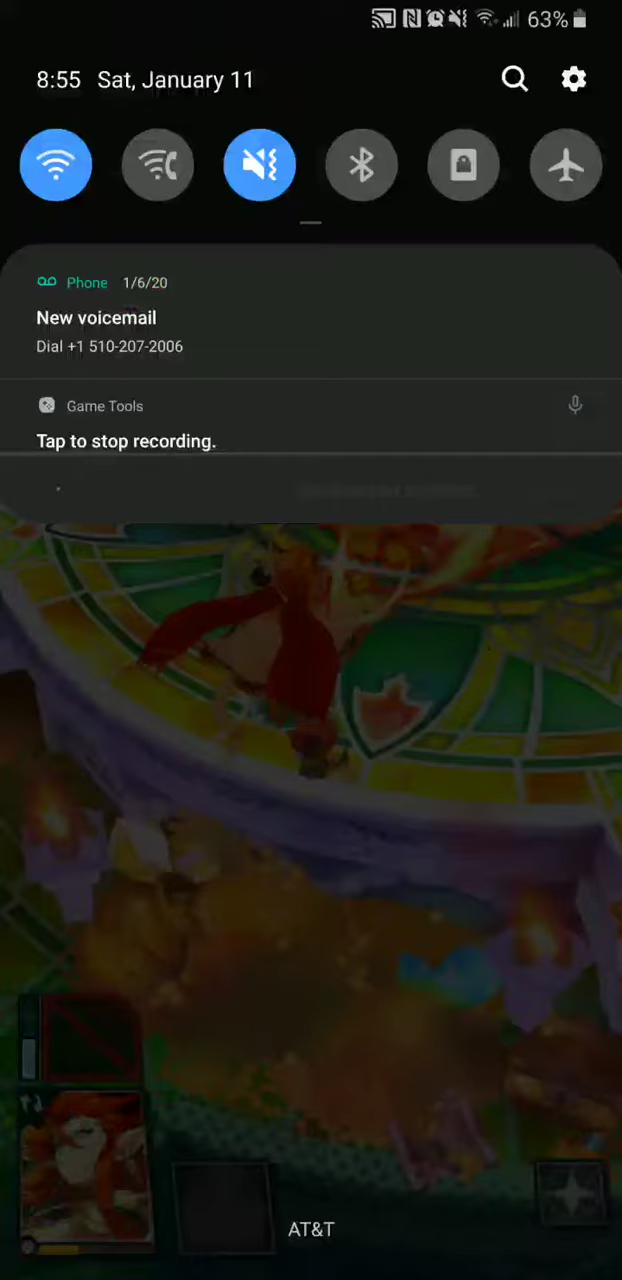 63%
8:55 Sat, January 11
Phone 1/6/20
New voicemail
Dial +1 510-207-2006
Game Tools
Tap to stop recording.
AT&T